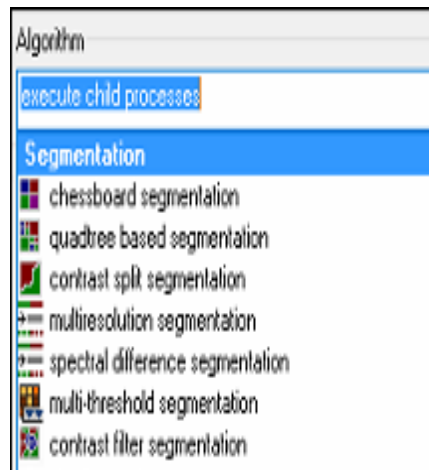 Algorithm
execute child processes
Segmentation
chessboard segmentation
quadtree based segmentation
contrast split segmentation
multiresolution segmentation
spectral difference segmentation
multi-threshold segmentation
contrast filter segmentation